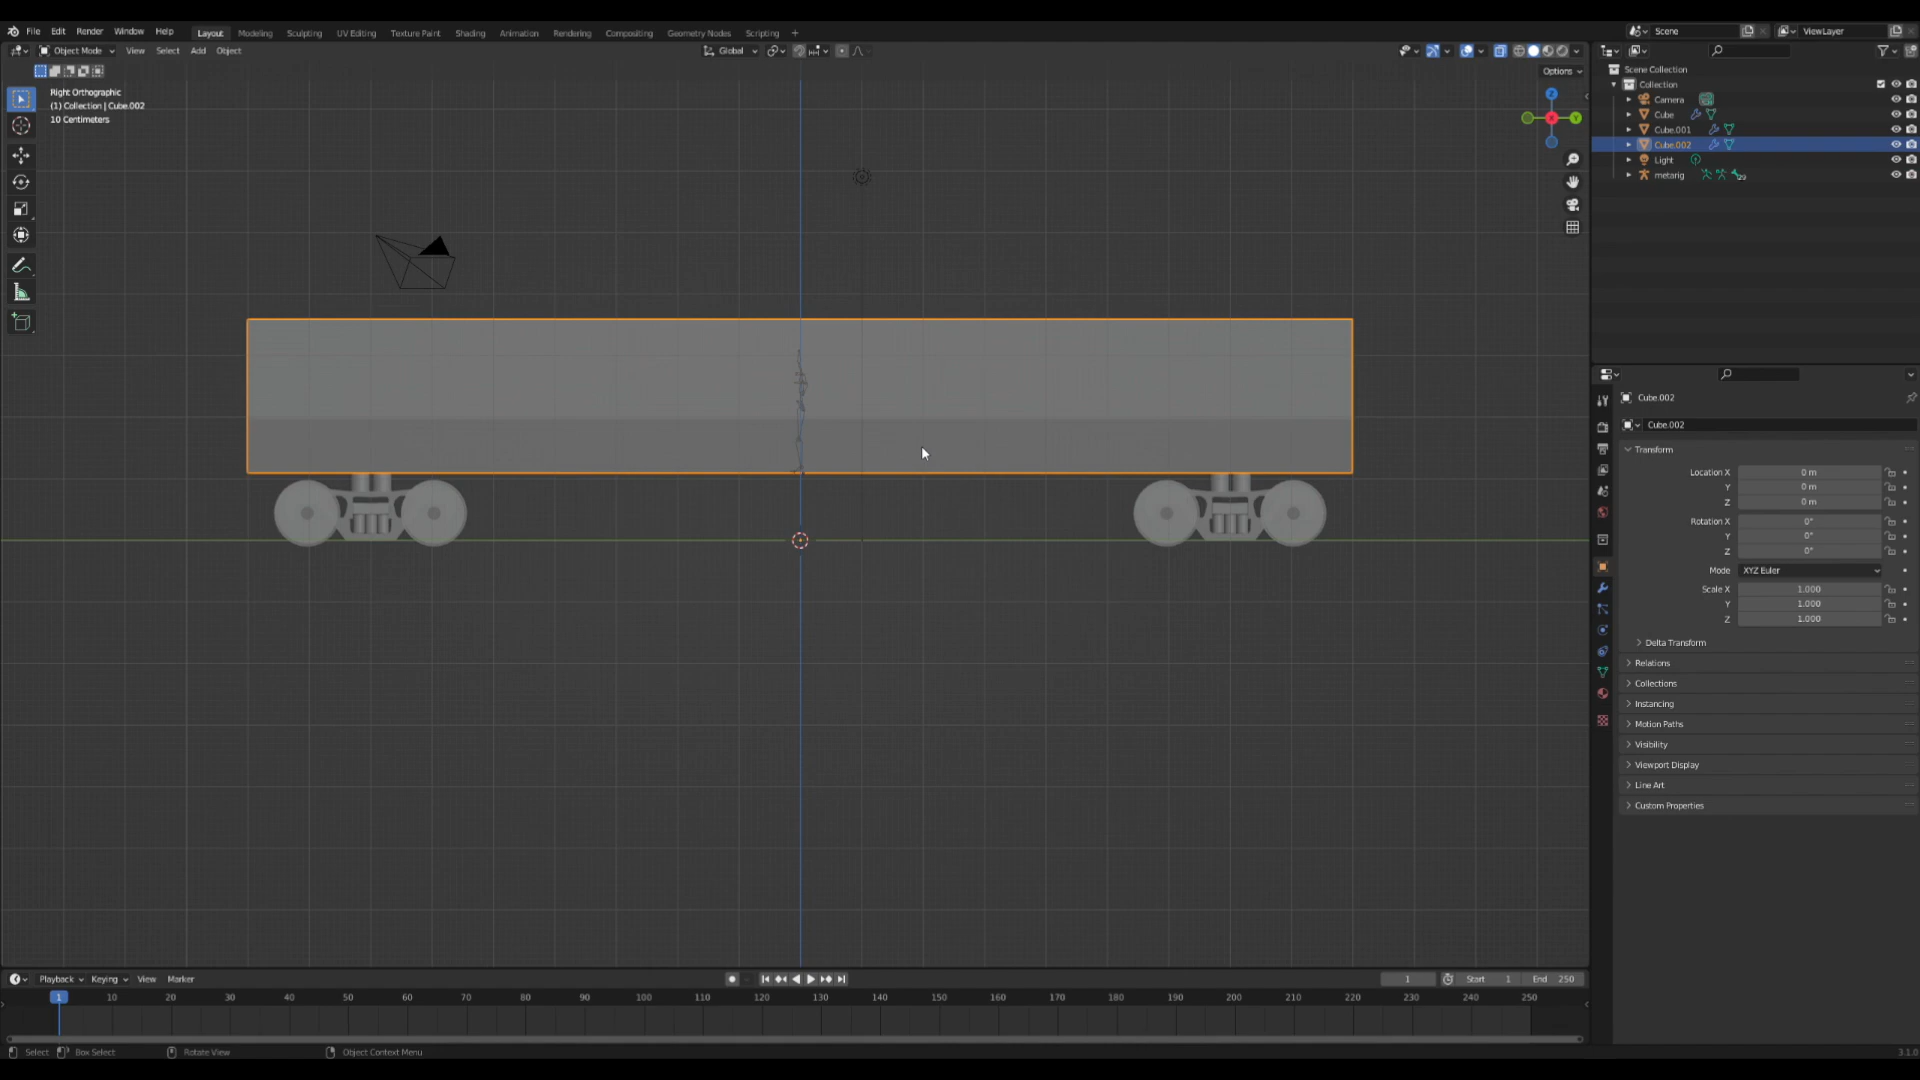 File Edit Render Window Help Layout Modeling Sculpting UV Editing Texture Paint Shading Animation Rendering Compositing Geometry Nodes Scripting + Scene ViewLayer
Object Mode View Select Add Object Global
Options
Right Orthographic
(1) Collection | Cube.002
10 Centimeters
Z
X
Y
Scene Collection
Collection
Camera
Cube
Cube.001
Cube.002
Light
metarig
Cube.002
Cube.002
Transform
Location X 0 m
Y 0 m
Z 0 m
Rotation X 0°
Y 0°
Z 0°
Mode XYZ Euler
Scale X 1.000
Y 1.000
Z 1.000
Delta Transform
Relations
Collections
Instancing
Motion Paths
Visibility
Viewport Display
Line Art
Custom Properties
Playback Keying View Marker 1 Start 1 End 250
1 10 20 30 40 50 60 70 80 90 100 110 120 130 140 150 160 170 180 190 200 210 220 230 240 250
Select Box Select Rotate View Object Context Menu 3.1.0